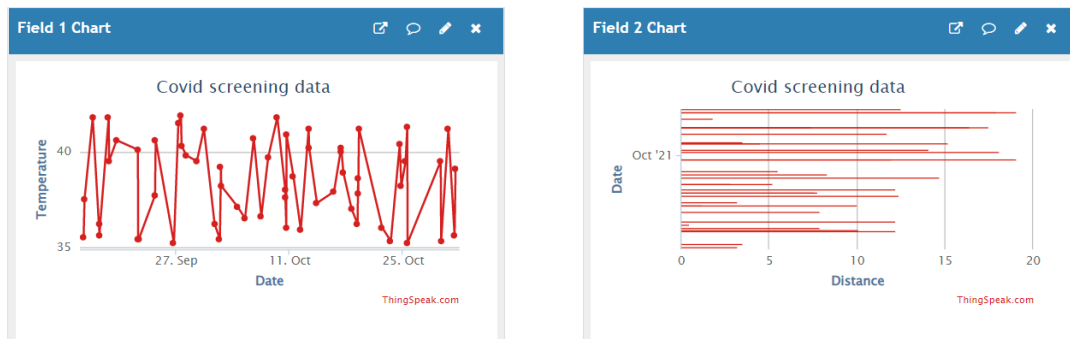 Field 1 Chart
Covid screening data
Temperature
40
35
27. Sep
11. Oct
25. Oct
Date
ThingSpeak.com
Field 2 Chart
Covid screening data
Date
Oct '21
0
5
10
15
20
Distance
ThingSpeak.com